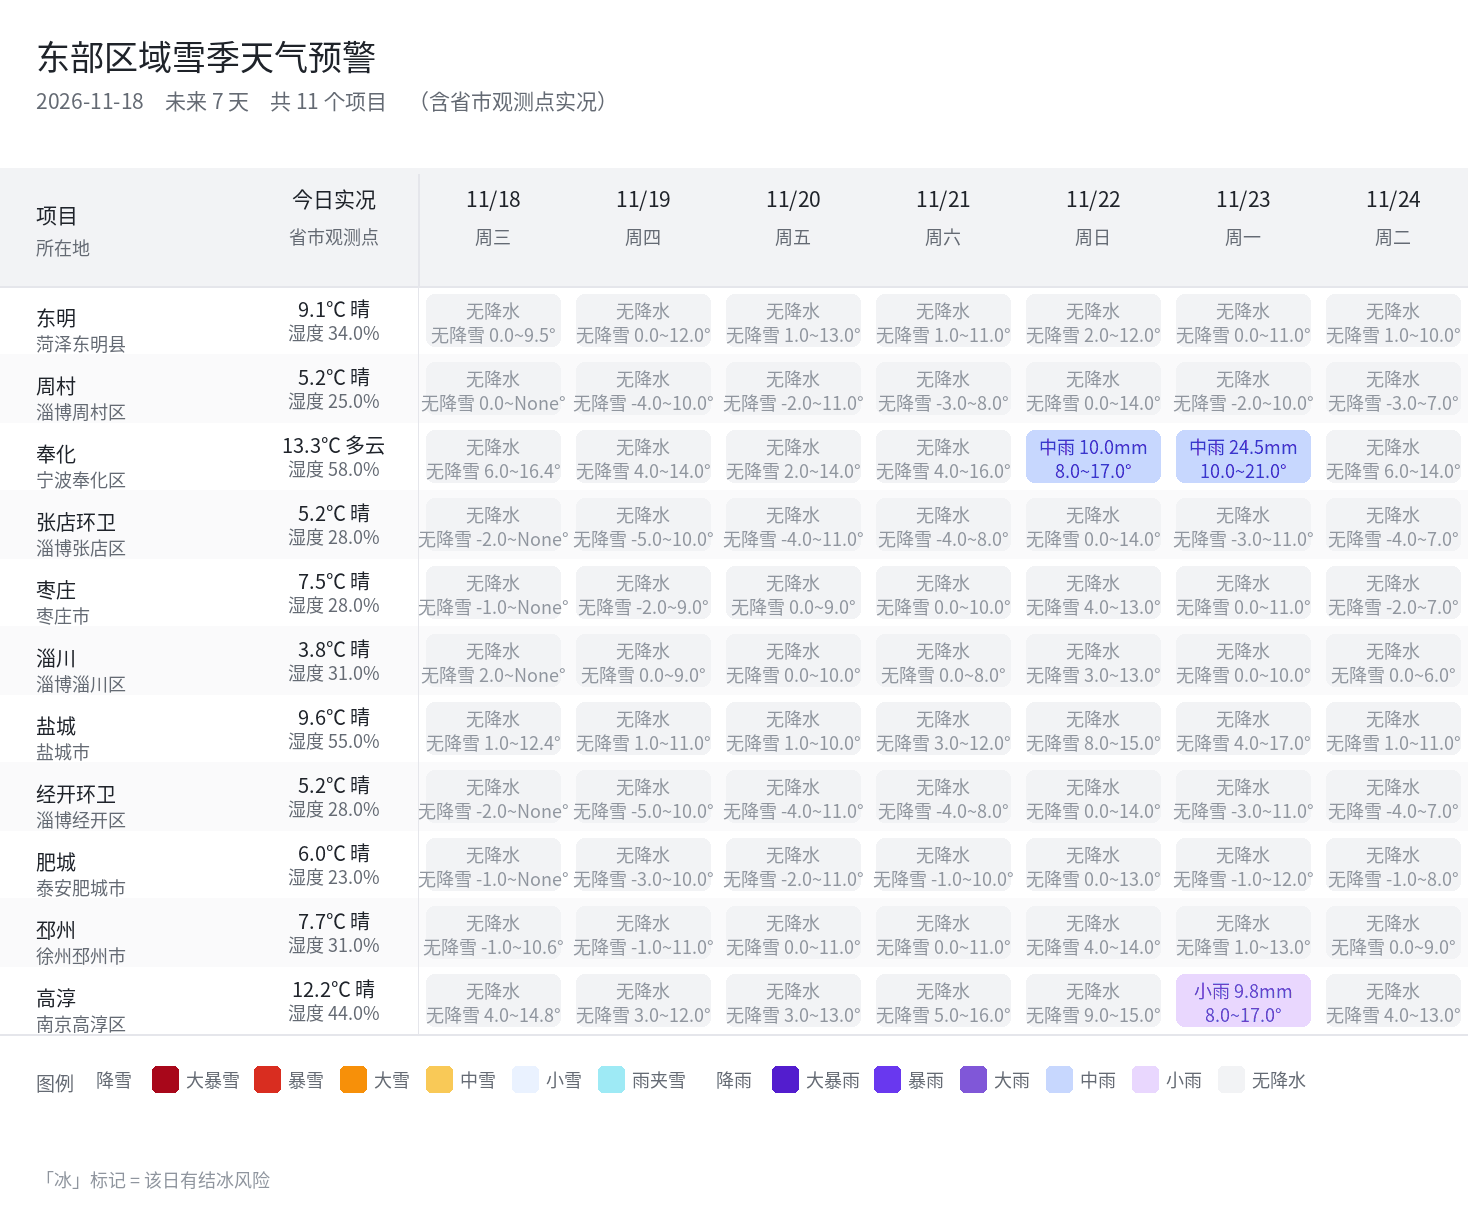 东部区域雪季天气预警
2026-11-18 未来 7 天 共 11 个项目 （含省市观测点实况）
项目 今日实况 11/18 11/19 11/20 11/21 11/22 11/23 11/24
所在地 省市观测点 周三 周四 周五 周六 周日 周一 周二
东明 9.1℃ 晴 无降水 无降水 无降水 无降水 无降水 无降水 无降水
菏泽东明县 湿度 34.0% 无降雪 0.0~9.5° 无降雪 0.0~12.0° 无降雪 1.0~13.0° 无降雪 1.0~11.0° 无降雪 2.0~12.0° 无降雪 0.0~11.0° 无降雪 1.0~10.0°
周村 5.2℃ 晴 无降水 无降水 无降水 无降水 无降水 无降水 无降水
淄博周村区 湿度 25.0% 无降雪 0.0~None° 无降雪 -4.0~10.0° 无降雪 -2.0~11.0° 无降雪 -3.0~8.0° 无降雪 0.0~14.0° 无降雪 -2.0~10.0° 无降雪 -3.0~7.0°
奉化 13.3℃ 多云 无降水 无降水 无降水 无降水 中雨 10.0mm 中雨 24.5mm 无降水
宁波奉化区 湿度 58.0% 无降雪 6.0~16.4° 无降雪 4.0~14.0° 无降雪 2.0~14.0° 无降雪 4.0~16.0° 8.0~17.0° 10.0~21.0° 无降雪 6.0~14.0°
张店环卫 5.2℃ 晴 无降水 无降水 无降水 无降水 无降水 无降水 无降水
淄博张店区 湿度 28.0% 无降雪 -2.0~None° 无降雪 -5.0~10.0° 无降雪 -4.0~11.0° 无降雪 -4.0~8.0° 无降雪 0.0~14.0° 无降雪 -3.0~11.0° 无降雪 -4.0~7.0°
枣庄 7.5℃ 晴 无降水 无降水 无降水 无降水 无降水 无降水 无降水
枣庄市 湿度 28.0% 无降雪 -1.0~None° 无降雪 -2.0~9.0° 无降雪 0.0~9.0° 无降雪 0.0~10.0° 无降雪 4.0~13.0° 无降雪 0.0~11.0° 无降雪 -2.0~7.0°
淄川 3.8℃ 晴 无降水 无降水 无降水 无降水 无降水 无降水 无降水
淄博淄川区 湿度 31.0% 无降雪 2.0~None° 无降雪 0.0~9.0° 无降雪 0.0~10.0° 无降雪 0.0~8.0° 无降雪 3.0~13.0° 无降雪 0.0~10.0° 无降雪 0.0~6.0°
盐城 9.6℃ 晴 无降水 无降水 无降水 无降水 无降水 无降水 无降水
盐城市 湿度 55.0% 无降雪 1.0~12.4° 无降雪 1.0~11.0° 无降雪 1.0~10.0° 无降雪 3.0~12.0° 无降雪 8.0~15.0° 无降雪 4.0~17.0° 无降雪 1.0~11.0°
经开环卫 5.2℃ 晴 无降水 无降水 无降水 无降水 无降水 无降水 无降水
淄博经开区 湿度 28.0% 无降雪 -2.0~None° 无降雪 -5.0~10.0° 无降雪 -4.0~11.0° 无降雪 -4.0~8.0° 无降雪 0.0~14.0° 无降雪 -3.0~11.0° 无降雪 -4.0~7.0°
肥城 6.0℃ 晴 无降水 无降水 无降水 无降水 无降水 无降水 无降水
泰安肥城市 湿度 23.0% 无降雪 -1.0~None° 无降雪 -3.0~10.0° 无降雪 -2.0~11.0° 无降雪 -1.0~10.0° 无降雪 0.0~13.0° 无降雪 -1.0~12.0° 无降雪 -1.0~8.0°
邳州 7.7℃ 晴 无降水 无降水 无降水 无降水 无降水 无降水 无降水
徐州邳州市 湿度 31.0% 无降雪 -1.0~10.6° 无降雪 -1.0~11.0° 无降雪 0.0~11.0° 无降雪 0.0~11.0° 无降雪 4.0~14.0° 无降雪 1.0~13.0° 无降雪 0.0~9.0°
高淳 12.2℃ 晴 无降水 无降水 无降水 无降水 无降水 小雨 9.8mm 无降水
南京高淳区 湿度 44.0% 无降雪 4.0~14.8° 无降雪 3.0~12.0° 无降雪 3.0~13.0° 无降雪 5.0~16.0° 无降雪 9.0~15.0° 8.0~17.0° 无降雪 4.0~13.0°
图例 降雪 大暴雪 暴雪 大雪 中雪 小雪 雨夹雪 降雨 大暴雨 暴雨 大雨 中雨 小雨 无降水
「冰」标记 = 该日有结冰风险